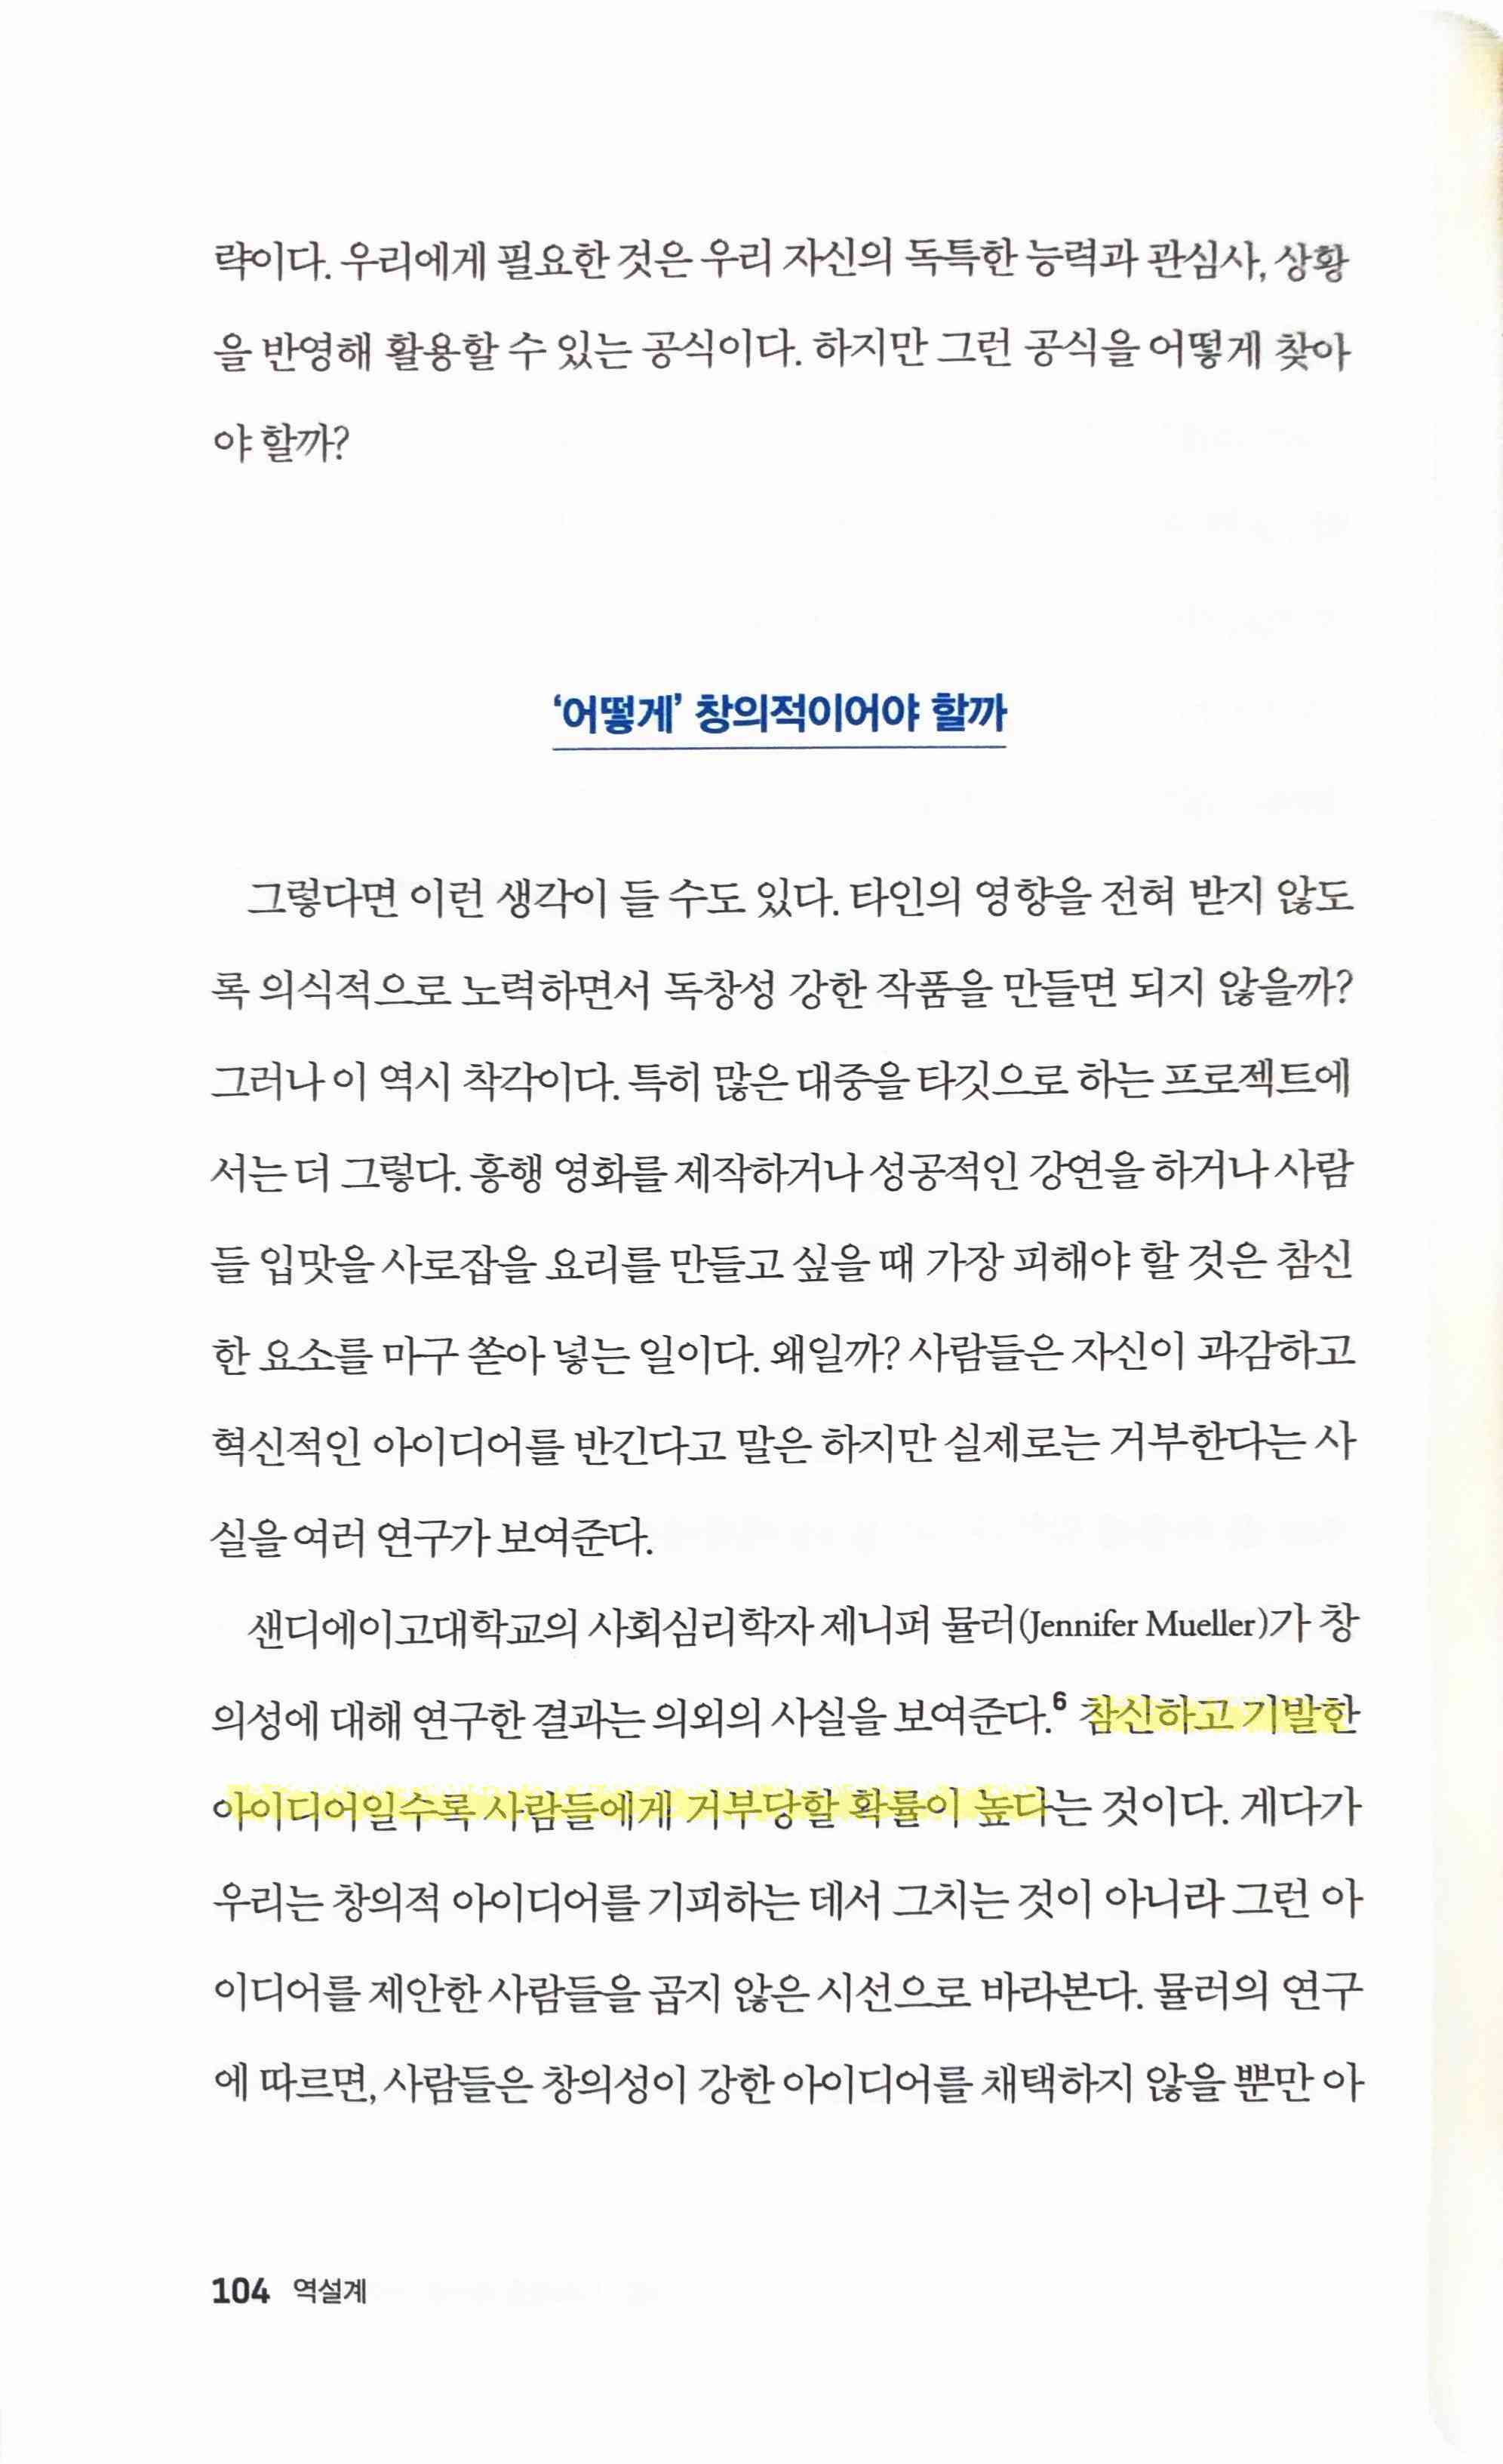 략이다. 우리에게 필요한 것은 우리 자신의 독특한 능력과 관심사, 상황
을 반영해 활용할 수 있는 공식이다. 하지만 그런 공식을 어떻게 찾아
야 할까?
‘어떻게’ 창의적이어야 할까
그렇다면 이런 생각이 들 수도 있다. 타인의 영향을 전혀 받지 않도
록 의식적으로 노력하면서 독창성 강한 작품을 만들면 되지 않을까?
그러나 이 역시 착각이다. 특히 많은 대중을 타깃으로 하는 프로젝트에
서는 더 그렇다. 흥행 영화를 제작하거나 성공적인 강연을 하거나 사람
들 입맛을 사로잡을 요리를 만들고 싶을 때 가장 피해야 할 것은 참신
한 요소를 마구 쏟아 넣는 일이다. 왜일까? 사람들은 자신이 과감하고
혁신적인 아이디어를 반긴다고 말은 하지만 실제로는 거부한다는 사
실을 여러 연구가 보여준다.
샌디에이고대학교의 사회심리학자 제니퍼 뮬러(Jennifer Mueller)가 창
의성에 대해 연구한 결과는 의외의 사실을 보여준다.⁶ 참신하고 기발한
아이디어일수록 사람들에게 거부당할 확률이 높다는 것이다. 게다가
우리는 창의적 아이디어를 기피하는 데서 그치는 것이 아니라 그런 아
이디어를 제안한 사람들을 곱지 않은 시선으로 바라본다. 뮬러의 연구
에 따르면, 사람들은 창의성이 강한 아이디어를 채택하지 않을 뿐만 아
104 역설계